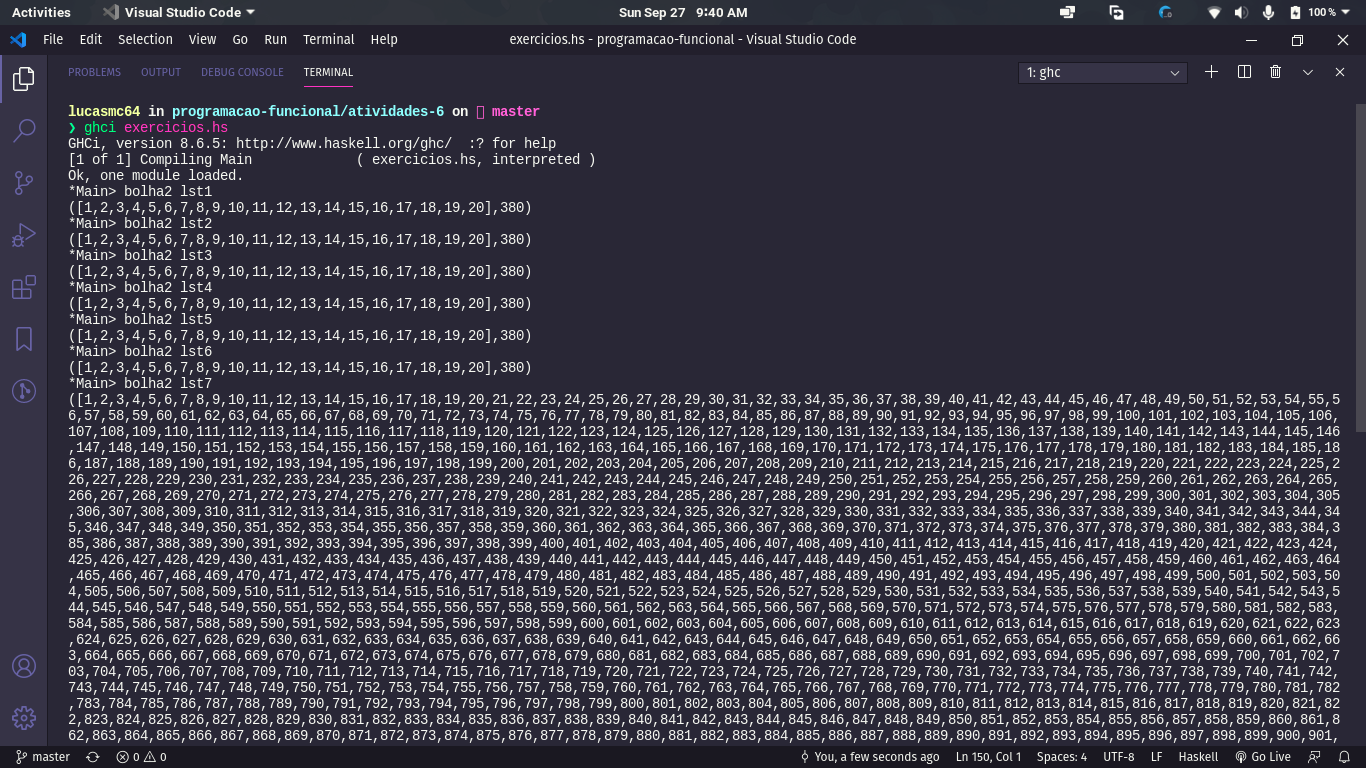 Activities
Visual Studio Code
Sun Sep 27 9:40 AM
100 %
File Edit Selection View Go Run Terminal Help
exercicios.hs - programacao-funcional - Visual Studio Code
PROBLEMS OUTPUT DEBUG CONSOLE TERMINAL
1: ghc
lucasmc64 in programacao-funcional/atividades-6 on master
❯ ghci exercicios.hs
GHCi, version 8.6.5: http://www.haskell.org/ghc/  :? for help
[1 of 1] Compiling Main             ( exercicios.hs, interpreted )
Ok, one module loaded.
*Main> bolha2 lst1
([1,2,3,4,5,6,7,8,9,10,11,12,13,14,15,16,17,18,19,20],380)
*Main> bolha2 lst2
([1,2,3,4,5,6,7,8,9,10,11,12,13,14,15,16,17,18,19,20],380)
*Main> bolha2 lst3
([1,2,3,4,5,6,7,8,9,10,11,12,13,14,15,16,17,18,19,20],380)
*Main> bolha2 lst4
([1,2,3,4,5,6,7,8,9,10,11,12,13,14,15,16,17,18,19,20],380)
*Main> bolha2 lst5
([1,2,3,4,5,6,7,8,9,10,11,12,13,14,15,16,17,18,19,20],380)
*Main> bolha2 lst6
([1,2,3,4,5,6,7,8,9,10,11,12,13,14,15,16,17,18,19,20],380)
*Main> bolha2 lst7
([1,2,3,4,5,6,7,8,9,10,11,12,13,14,15,16,17,18,19,20,21,22,23,24,25,26,27,28,29,30,31,32,33,34,35,36,37,38,39,40,41,42,43,44,45,46,47,48,49,50,51,52,53,54,55,5
6,57,58,59,60,61,62,63,64,65,66,67,68,69,70,71,72,73,74,75,76,77,78,79,80,81,82,83,84,85,86,87,88,89,90,91,92,93,94,95,96,97,98,99,100,101,102,103,104,105,106,
107,108,109,110,111,112,113,114,115,116,117,118,119,120,121,122,123,124,125,126,127,128,129,130,131,132,133,134,135,136,137,138,139,140,141,142,143,144,145,146
,147,148,149,150,151,152,153,154,155,156,157,158,159,160,161,162,163,164,165,166,167,168,169,170,171,172,173,174,175,176,177,178,179,180,181,182,183,184,185,18
6,187,188,189,190,191,192,193,194,195,196,197,198,199,200,201,202,203,204,205,206,207,208,209,210,211,212,213,214,215,216,217,218,219,220,221,222,223,224,225,2
26,227,228,229,230,231,232,233,234,235,236,237,238,239,240,241,242,243,244,245,246,247,248,249,250,251,252,253,254,255,256,257,258,259,260,261,262,263,264,265,
266,267,268,269,270,271,272,273,274,275,276,277,278,279,280,281,282,283,284,285,286,287,288,289,290,291,292,293,294,295,296,297,298,299,300,301,302,303,304,305
,306,307,308,309,310,311,312,313,314,315,316,317,318,319,320,321,322,323,324,325,326,327,328,329,330,331,332,333,334,335,336,337,338,339,340,341,342,343,344,34
5,346,347,348,349,350,351,352,353,354,355,356,357,358,359,360,361,362,363,364,365,366,367,368,369,370,371,372,373,374,375,376,377,378,379,380,381,382,383,384,3
85,386,387,388,389,390,391,392,393,394,395,396,397,398,399,400,401,402,403,404,405,406,407,408,409,410,411,412,413,414,415,416,417,418,419,420,421,422,423,424,
425,426,427,428,429,430,431,432,433,434,435,436,437,438,439,440,441,442,443,444,445,446,447,448,449,450,451,452,453,454,455,456,457,458,459,460,461,462,463,464
,465,466,467,468,469,470,471,472,473,474,475,476,477,478,479,480,481,482,483,484,485,486,487,488,489,490,491,492,493,494,495,496,497,498,499,500,501,502,503,50
4,505,506,507,508,509,510,511,512,513,514,515,516,517,518,519,520,521,522,523,524,525,526,527,528,529,530,531,532,533,534,535,536,537,538,539,540,541,542,543,5
44,545,546,547,548,549,550,551,552,553,554,555,556,557,558,559,560,561,562,563,564,565,566,567,568,569,570,571,572,573,574,575,576,577,578,579,580,581,582,583,
584,585,586,587,588,589,590,591,592,593,594,595,596,597,598,599,600,601,602,603,604,605,606,607,608,609,610,611,612,613,614,615,616,617,618,619,620,621,622,623
,624,625,626,627,628,629,630,631,632,633,634,635,636,637,638,639,640,641,642,643,644,645,646,647,648,649,650,651,652,653,654,655,656,657,658,659,660,661,662,66
3,664,665,666,667,668,669,670,671,672,673,674,675,676,677,678,679,680,681,682,683,684,685,686,687,688,689,690,691,692,693,694,695,696,697,698,699,700,701,702,7
03,704,705,706,707,708,709,710,711,712,713,714,715,716,717,718,719,720,721,722,723,724,725,726,727,728,729,730,731,732,733,734,735,736,737,738,739,740,741,742,
743,744,745,746,747,748,749,750,751,752,753,754,755,756,757,758,759,760,761,762,763,764,765,766,767,768,769,770,771,772,773,774,775,776,777,778,779,780,781,782
,783,784,785,786,787,788,789,790,791,792,793,794,795,796,797,798,799,800,801,802,803,804,805,806,807,808,809,810,811,812,813,814,815,816,817,818,819,820,821,82
2,823,824,825,826,827,828,829,830,831,832,833,834,835,836,837,838,839,840,841,842,843,844,845,846,847,848,849,850,851,852,853,854,855,856,857,858,859,860,861,8
62,863,864,865,866,867,868,869,870,871,872,873,874,875,876,877,878,879,880,881,882,883,884,885,886,887,888,889,890,891,892,893,894,895,896,897,898,899,900,901,
master 0 0 You, a few seconds ago Ln 150, Col 1 Spaces: 4 UTF-8 LF Haskell Go Live